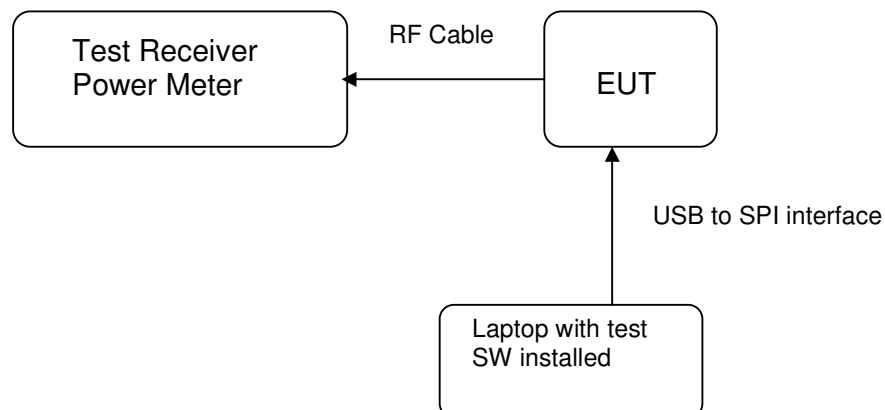 Test Receiver
Power Meter
RF Cable
EUT
USB to SPI interface
Laptop with test
SW installed